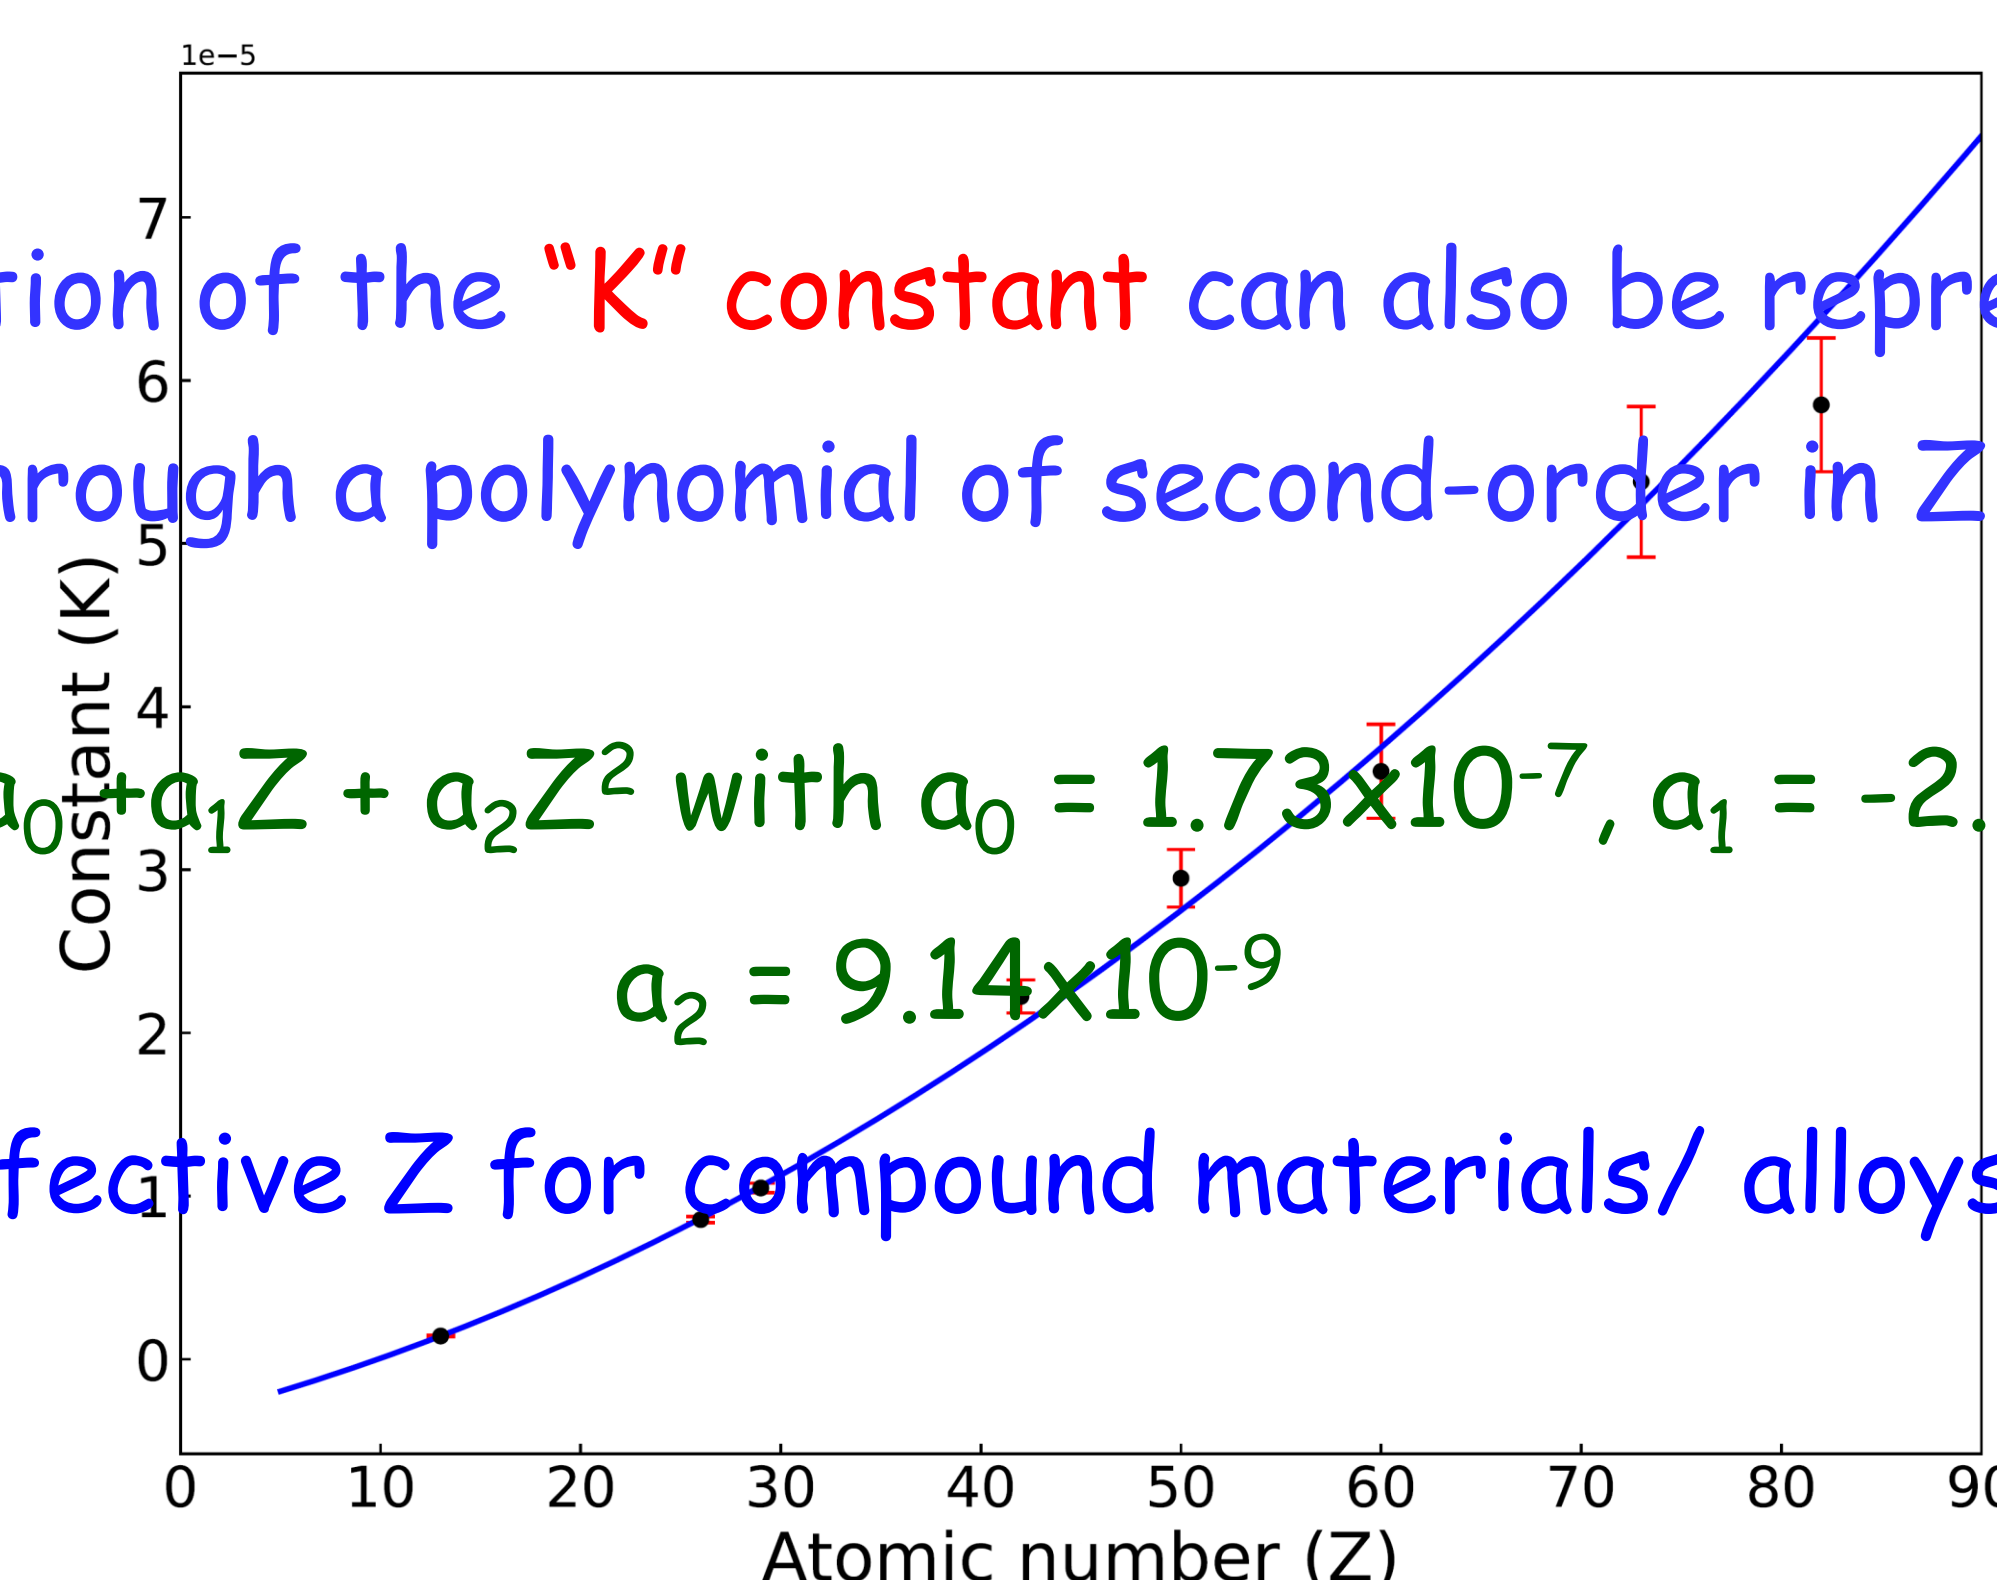 1e−5
7
tion of the “K” constant can also be repre
6
hrough a polynomial of second-order in Z
5
Constant (K)
4
a₀ +a₁Z + a₂Z² with a₀ = 1.73x10⁻⁷, a₁ = -2.
3
a₂ = 9.14x10⁻⁹
2
fective Z for compound materials/ alloys
1
0
0 10 20 30 40 50 60 70 80 90
Atomic number (Z)